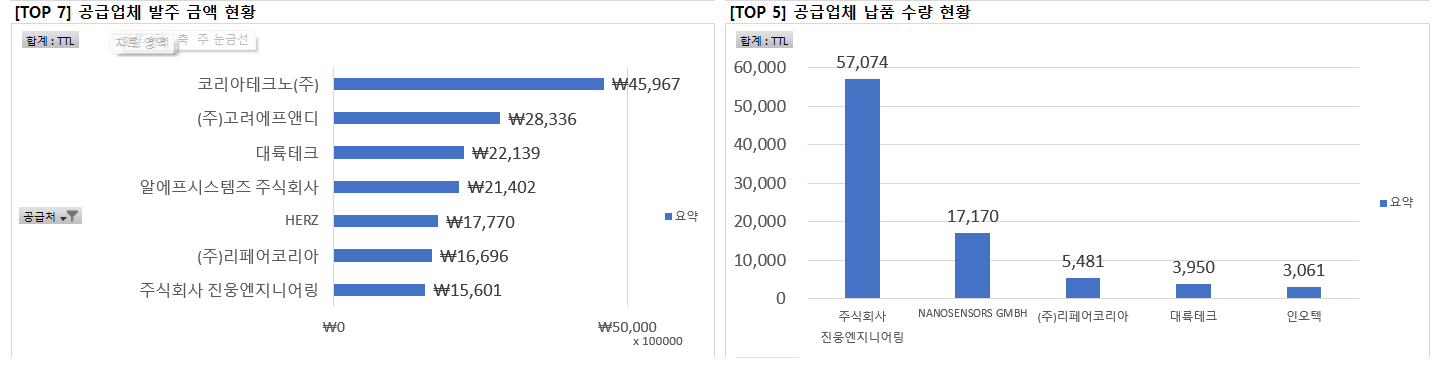 [TOP 7] 공급업체 발주 금액 현황
합계 : TTL
축 주 눈금선
코리아테크노(주)
₩45,967
(주)고려에프앤디
₩28,336
대륙테크
₩22,139
알에프시스템즈 주식회사
₩21,402
HERZ
₩17,770
(주)리페어코리아
₩16,696
주식회사 진웅엔지니어링
₩15,601
공급처
요약
₩0
₩50,000
x 100000
[TOP 5] 공급업체 납품 수량 현황
합계 : TTL
60,000
50,000
40,000
30,000
20,000
10,000
0
57,074
17,170
5,481
3,950
3,061
주식회사
진웅엔지니어링
NANOSENSORS GMBH
(주)리페어코리아
대륙테크
인오텍
요약